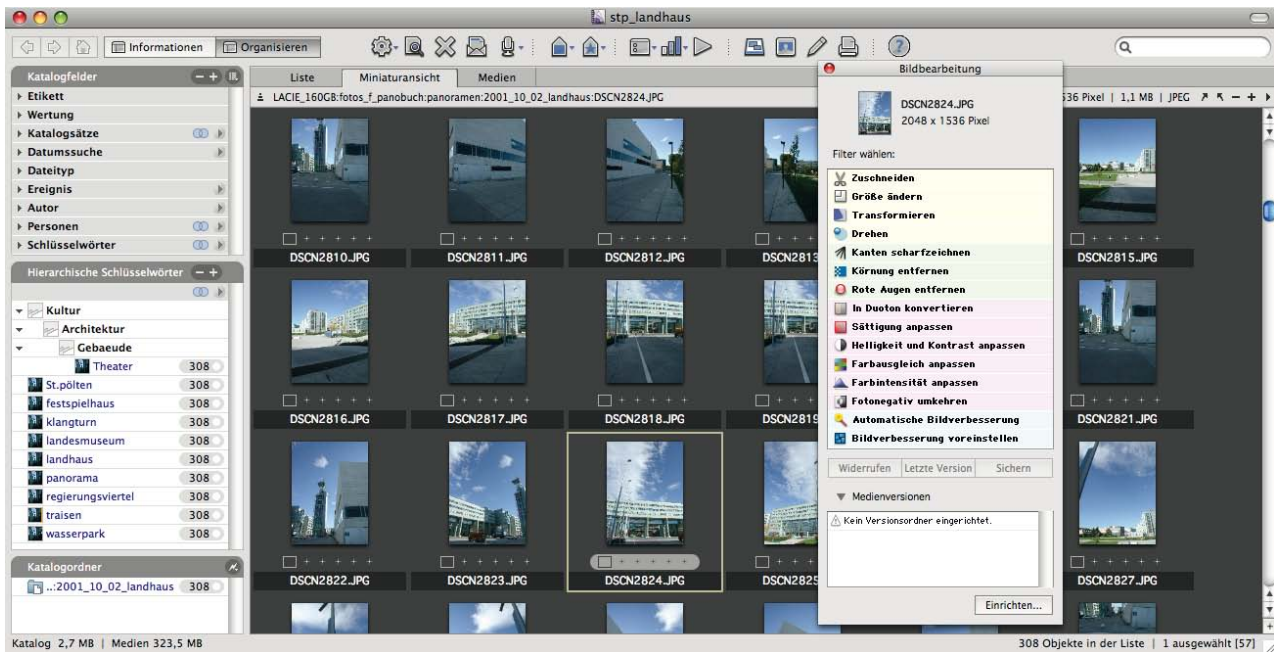 stp_landhaus
Informationen Organisieren
Katalogfelder
Etikett
Wertung
Katalogsätze
Datumssuche
Dateityp
Ereignis
Autor
Personen
Schlüsselwörter
Hierarchische Schlüsselwörter
Kultur
Architektur
Gebaeude
Theater 308
St.pölten 308
festspielhaus 308
klangturn 308
landesmuseum 308
landhaus 308
panorama 308
regierungsviertel 308
traisen 308
wasserpark 308
Katalogordner
..:2001_10_02_landhaus 308
Liste Miniaturansicht Medien
LACIE_160GB:fotos_f_panobuch:panoramen:2001_10_02_landhaus:DSCN2824.JPG
36 Pixel | 1,1 MB | JPEG
DSCN2810.JPG DSCN2811.JPG DSCN2812.JPG DSCN2813 DSCN2815.JPG
DSCN2816.JPG DSCN2817.JPG DSCN2818.JPG DSCN2819 DSCN2821.JPG
DSCN2822.JPG DSCN2823.JPG DSCN2824.JPG DSCN2825 DSCN2827.JPG
Bildbearbeitung
DSCN2824.JPG
2048 x 1536 Pixel
Filter wählen:
Zuschneiden
Größe ändern
Transformieren
Drehen
Kanten scharfzeichnen
Körnung entfernen
Rote Augen entfernen
In Duoton konvertieren
Sättigung anpassen
Helligkeit und Kontrast anpassen
Farbausgleich anpassen
Farbintensität anpassen
Fotonegativ umkehren
Automatische Bildverbesserung
Bildverbesserung voreinstellen
Widerrufen Letzte Version Sichern
Medienversionen
Kein Versionsordner eingerichtet.
Einrichten...
Katalog 2,7 MB | Medien 323,5 MB
308 Objekte in der Liste | 1 ausgewählt [57]